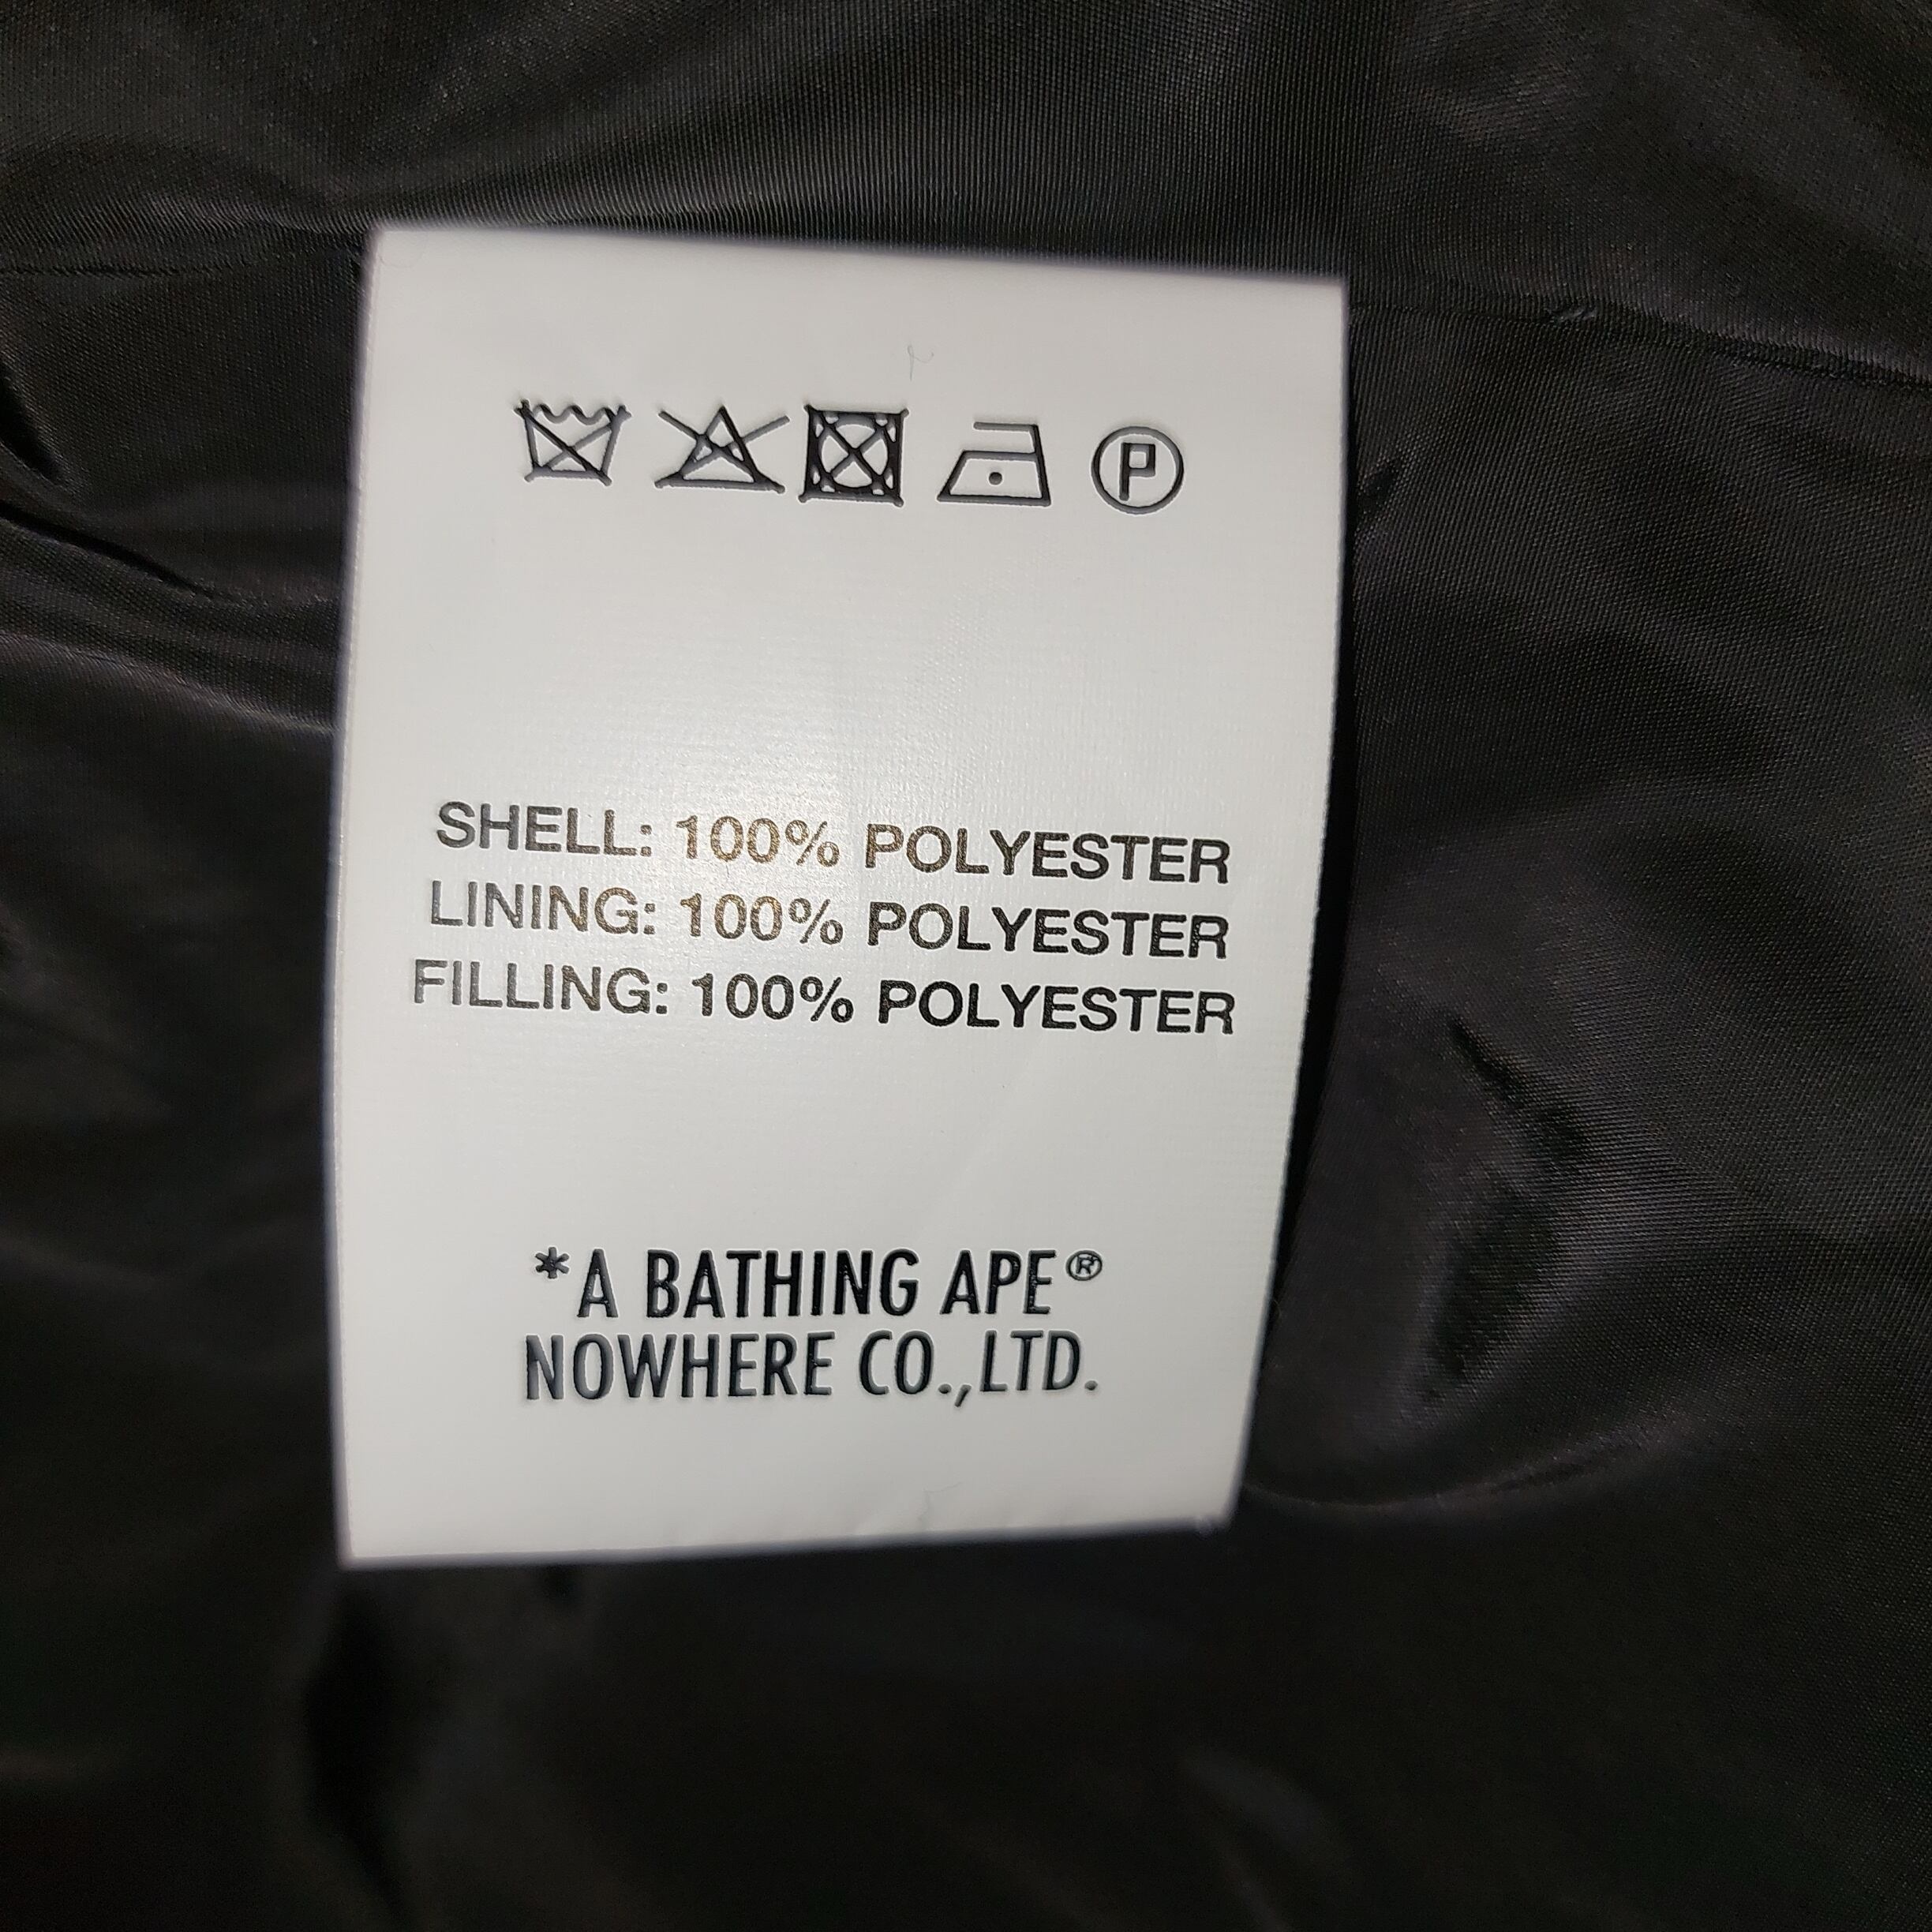 P
SHELL: 100% POLYESTER
LINING: 100% POLYESTER
FILLING: 100% POLYESTER
*A BATHING APE®
NOWHERE CO.,LTD.